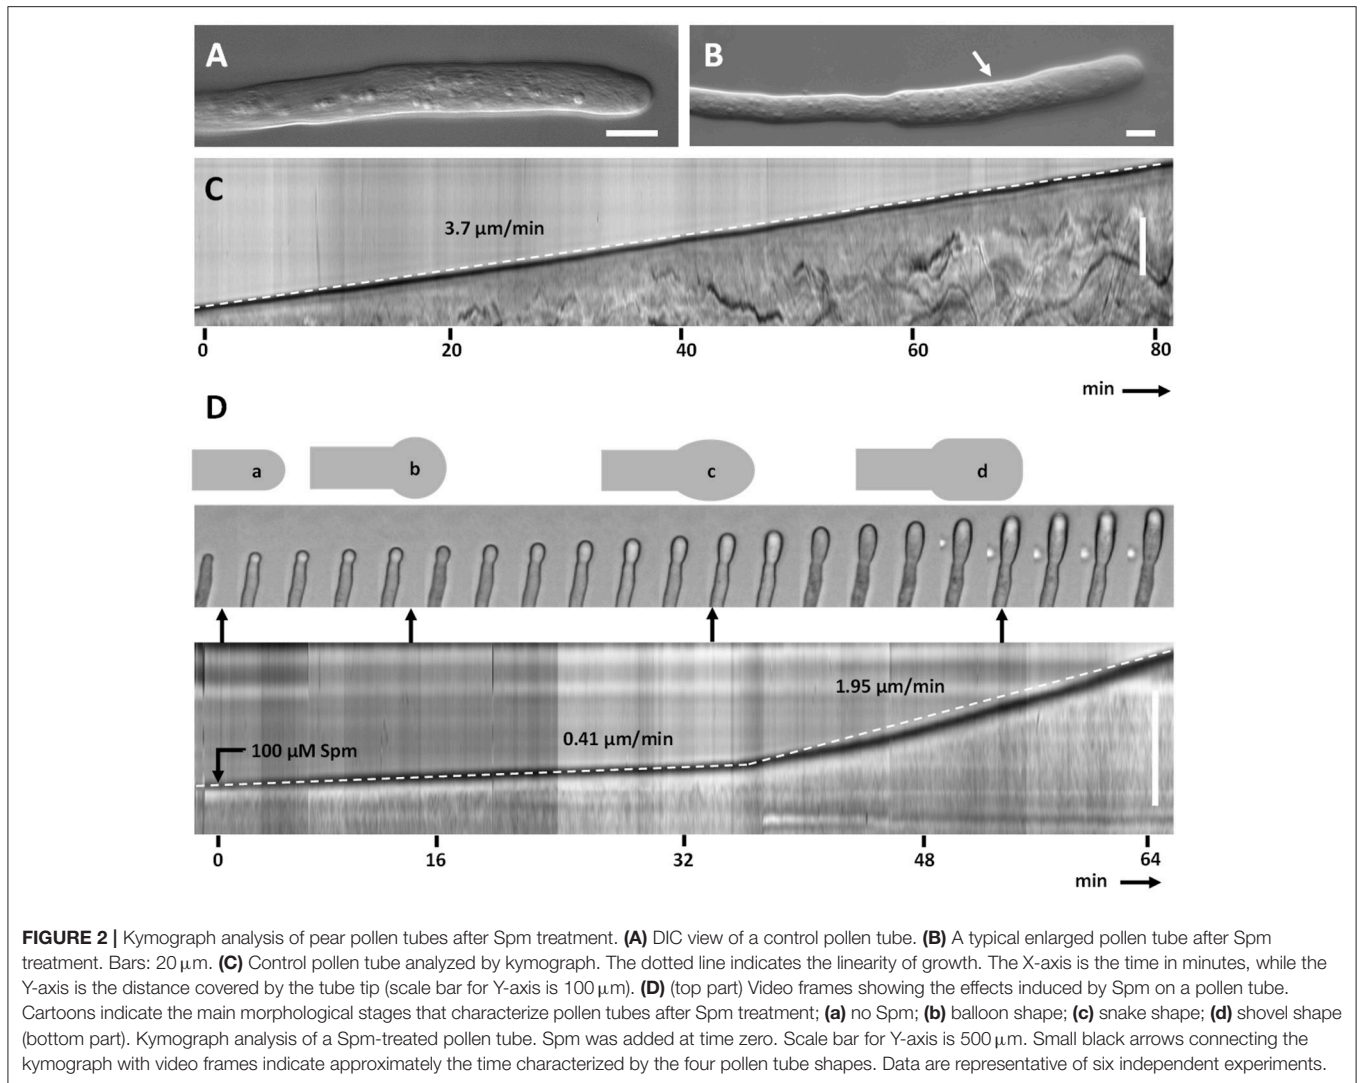 A
B
C
3.7 µm/min
0 20 40 60 80
min
D
a b c d
1.95 µm/min
0.41 µm/min
100 µM Spm
0 16 32 48 64
min
FIGURE 2 | Kymograph analysis of pear pollen tubes after Spm treatment. (A) DIC view of a control pollen tube. (B) A typical enlarged pollen tube after Spm
treatment. Bars: 20 µm. (C) Control pollen tube analyzed by kymograph. The dotted line indicates the linearity of growth. The X-axis is the time in minutes, while the
Y-axis is the distance covered by the tube tip (scale bar for Y-axis is 100 µm). (D) (top part) Video frames showing the effects induced by Spm on a pollen tube.
Cartoons indicate the main morphological stages that characterize pollen tubes after Spm treatment; (a) no Spm; (b) balloon shape; (c) snake shape; (d) shovel shape
(bottom part). Kymograph analysis of a Spm-treated pollen tube. Spm was added at time zero. Scale bar for Y-axis is 500 µm. Small black arrows connecting the
kymograph with video frames indicate approximately the time characterized by the four pollen tube shapes. Data are representative of six independent experiments.